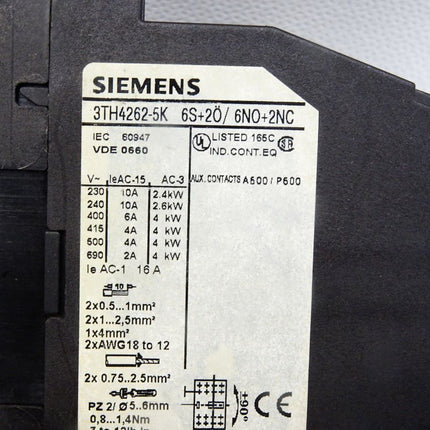 SIEMENS
3TH4262-5K 6S+2Ö/ 6NO+2NC
IEC 60947
VDE 0660
UL LISTED 165C
IND. CONT. EQ
V~ IeAC-15 AC-3
AUX. CONTACTS A600 / P600
230 10A 2.4kW
240 10A 2.6kW
400 6A 4 kW
415 4A 4 kW
500 4A 4 kW
690 2A 4 kW
Ie AC-1 16 A
2x0.5...1mm²
2x1...2,5mm²
1x4mm²
2xAWG18 to 12
2x 0.75...2.5mm²
PZ 2/ Ø 5...6mm
0,8...1,4Nm
+90°
CE